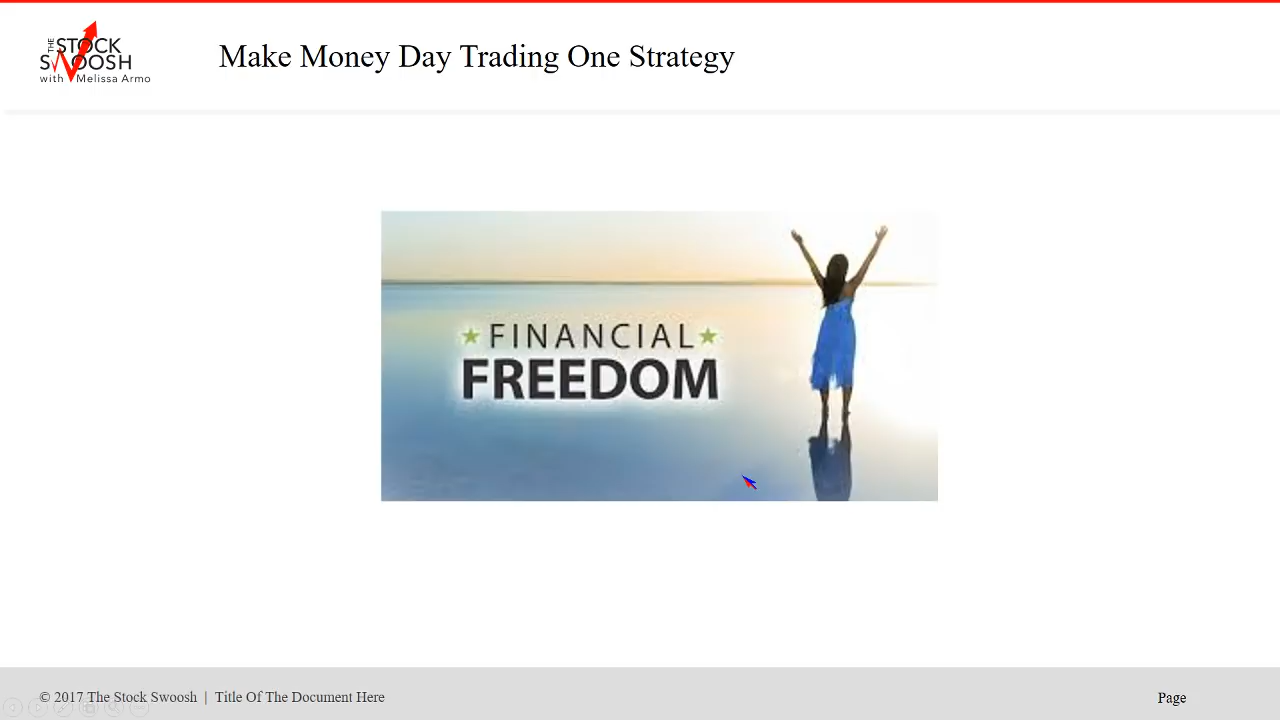 THE
STOCK
SWOOSH
with Melissa Armo
Make Money Day Trading One Strategy
FINANCIAL
FREEDOM
© 2017 The Stock Swoosh | Title Of The Document Here
Page